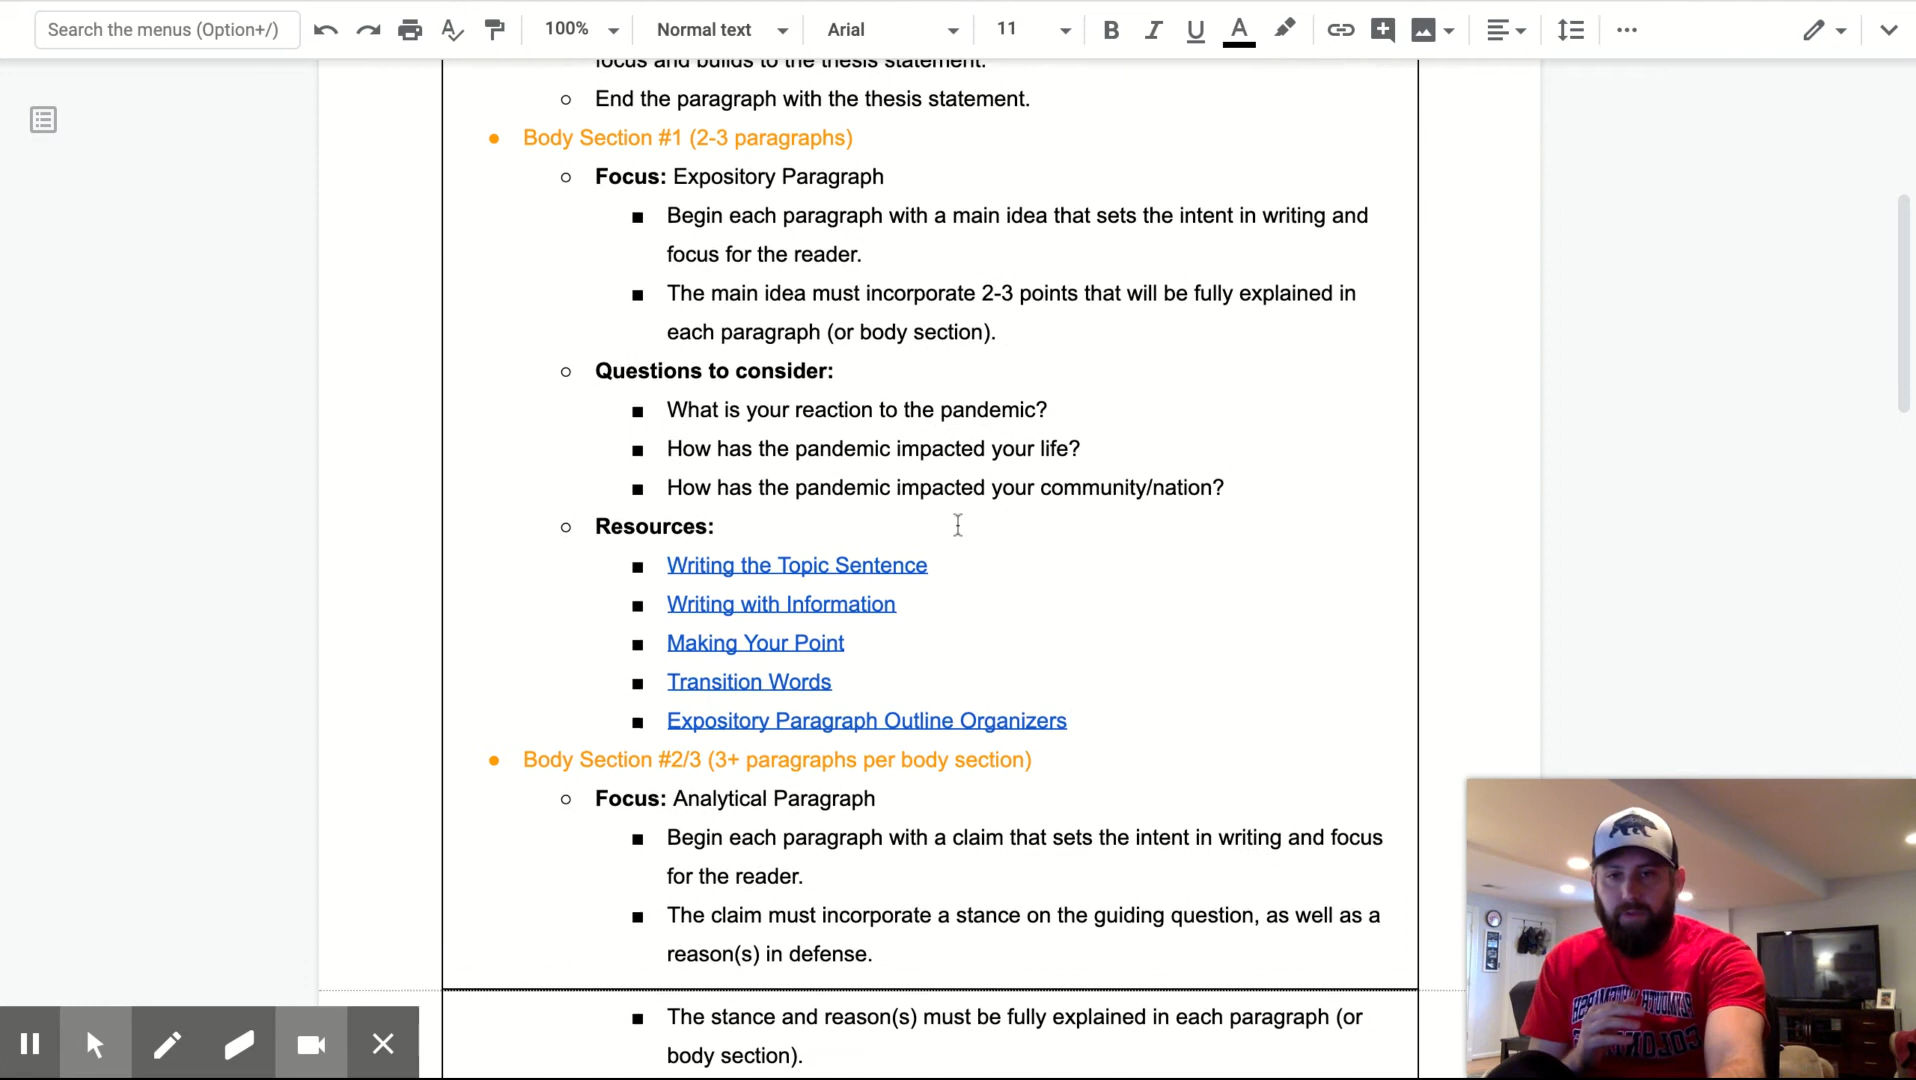 Search the menus (Option+/)
100%
Normal text
Arial
11
B I U A
focus and builds to the thesis statement.
End the paragraph with the thesis statement.
Body Section #1 (2-3 paragraphs)
Focus: Expository Paragraph
Begin each paragraph with a main idea that sets the intent in writing and
focus for the reader.
The main idea must incorporate 2-3 points that will be fully explained in
each paragraph (or body section).
Questions to consider:
What is your reaction to the pandemic?
How has the pandemic impacted your life?
How has the pandemic impacted your community/nation?
Resources:
Writing the Topic Sentence
Writing with Information
Making Your Point
Transition Words
Expository Paragraph Outline Organizers
Body Section #2/3 (3+ paragraphs per body section)
Focus: Analytical Paragraph
Begin each paragraph with a claim that sets the intent in writing and focus
for the reader.
The claim must incorporate a stance on the guiding question, as well as a
reason(s) in defense.
The stance and reason(s) must be fully explained in each paragraph (or
body section).